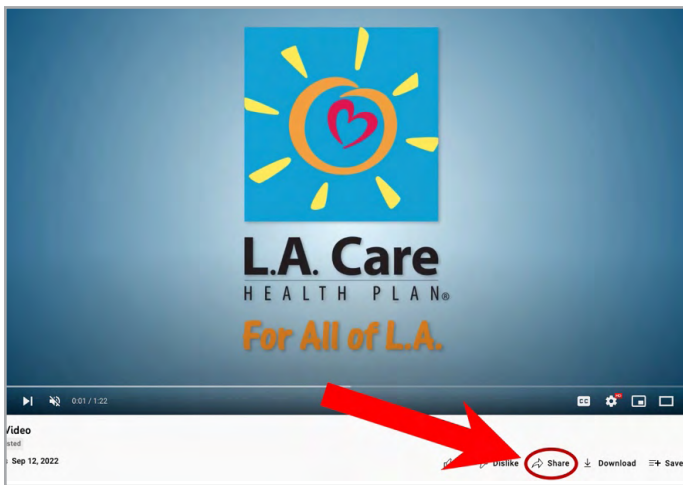 L.A. Care
HEALTH PLAN®
For All of L.A.
0:01 / 1:22
CC HD
Video
sted
Sep 12, 2022
Dislike Share Download Save